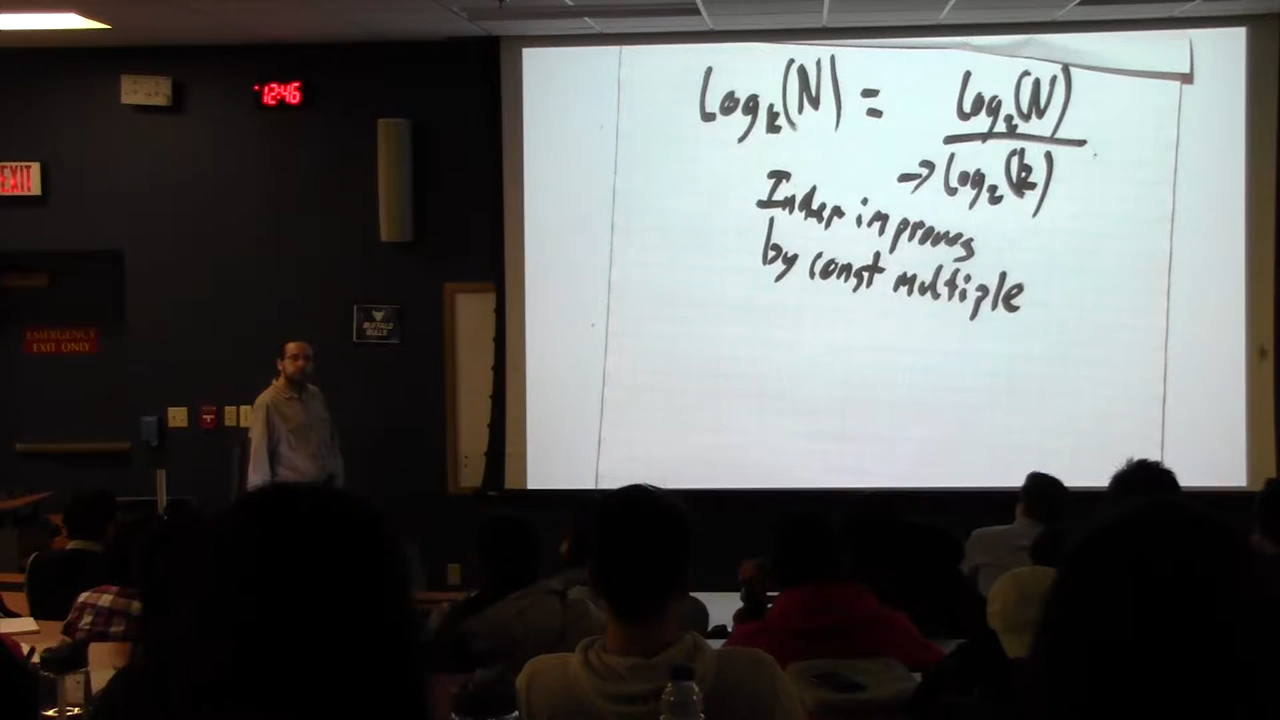 12:46
EXIT
EMERGENCY
EXIT ONLY
BUFFALO
BULLS
Log_k(N) = log_2(N)
→ log_2(k)
Index improves
by const multiple